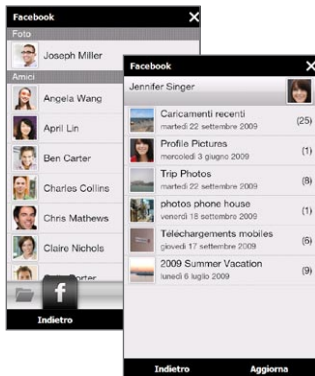 Facebook
Foto
Joseph Miller
Amici
Angela Wang
April Lin
Ben Carter
Charles Collins
Chris Mathews
Claire Nichols
Porter
Indietro
Facebook
Jennifer Singer
Caricamenti recenti
martedì 22 settembre 2009
(25)
Profile Pictures
mercoledì 3 giugno 2009
(1)
Trip Photos
martedì 22 settembre 2009
(8)
photos phone house
venerdì 18 settembre 2009
(1)
Téléchargements mobiles
giovedì 17 settembre 2009
(6)
2009 Summer Vacation
lunedì 6 luglio 2009
(9)
Indietro Aggiorna